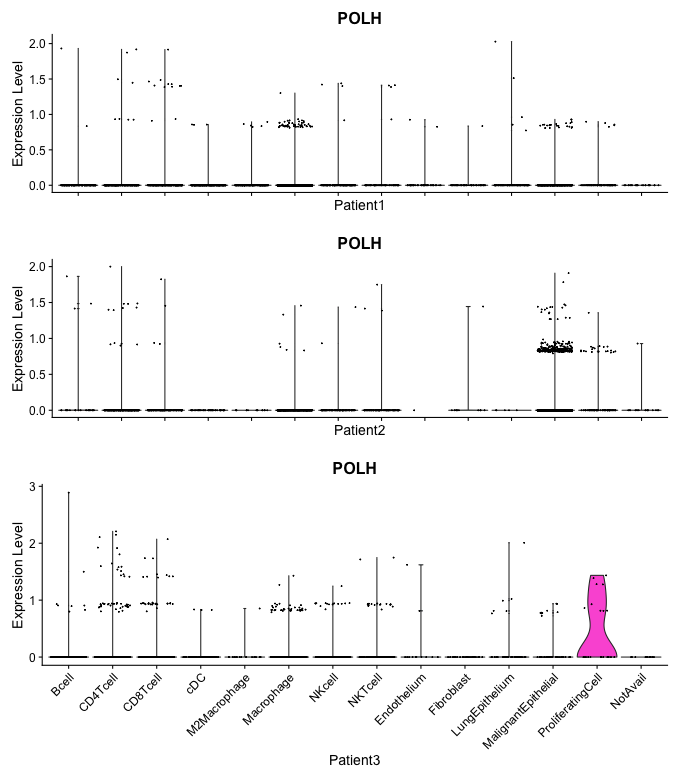 POLH
Expression Level
2.0
1.5
1.0
0.5
0.0
Patient1
POLH
Expression Level
2.0
1.5
1.0
0.5
0.0
Patient2
POLH
Expression Level
3
2
1
0
Bcell
CD4Tcell
CD8Tcell
cDC
M2Macrophage
Macrophage
NKcell
NKTcell
Endothelium
Fibroblast
LungEpithelium
MalignantEpithelial
ProliferatingCell
NotAvail
Patient3